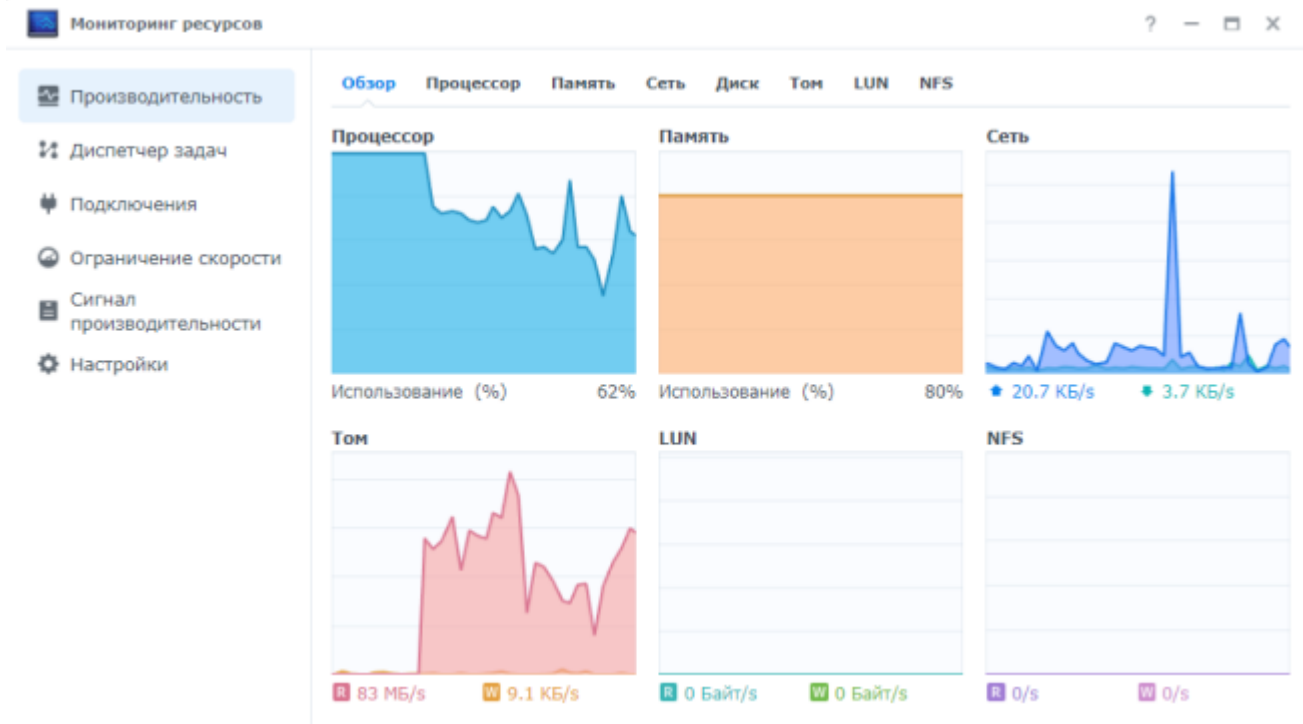 Мониторинг ресурсов
?
Производительность
Диспетчер задач
Подключения
Ограничение скорости
Сигнал
производительности
Настройки
Обзор Процессор Память Сеть Диск Том LUN NFS
Процессор
Использование (%) 62%
Память
Использование (%) 80%
Сеть
20.7 КБ/s 3.7 КБ/s
Том
R 83 МБ/s W 9.1 КБ/s
LUN
R 0 Байт/s W 0 Байт/s
NFS
R 0/s W 0/s